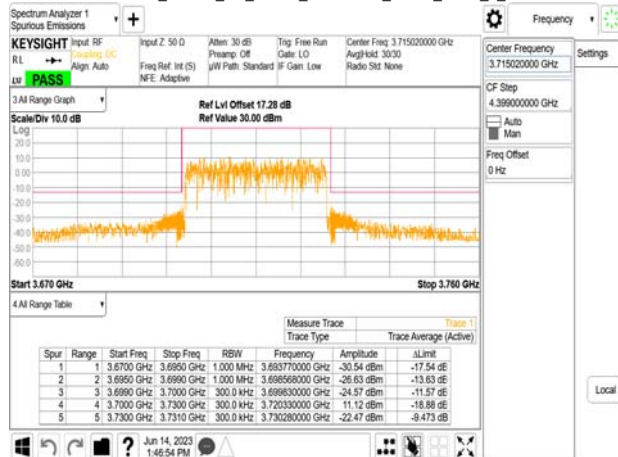 Spectrum Analyzer 1
Spurious Emissions
Frequency
KEYSIGHT
RL
Input: RF
Coupling: DC
Align: Auto
Input Z: 50 Ω
Freq Ref: Int (S)
NFE: Adaptive
Atten: 30 dB
Preamp: Off
µW Path: Standard
Trig: Free Run
Gate: LO
IF Gain: Low
Center Freq: 3.715020000 GHz
Avg|Hold: 30/30
Radio Std: None
PASS
Center Frequency
3.715020000 GHz
Settings
CF Step
4.399000000 GHz
Auto
Man
Freq Offset
0 Hz
Local
3 All Range Graph
Scale/Div 10.0 dB
Ref Lvl Offset 17.28 dB
Ref Value 30.00 dBm
Log
20.0
10.0
0.00
-10.0
-20.0
-30.0
-40.0
-50.0
-60.0
Start 3.670 GHz
Stop 3.760 GHz
4 All Range Table
Measure Trace Trace 1
Trace Type Trace Average (Active)
Spur Range Start Freq Stop Freq RBW Frequency Amplitude ΔLimit
1 1 3.6700 GHz 3.6950 GHz 1.000 MHz 3.693770000 GHz -30.54 dBm -17.54 dB
2 2 3.6950 GHz 3.6990 GHz 1.000 MHz 3.698568000 GHz -26.63 dBm -13.63 dB
3 3 3.6990 GHz 3.7000 GHz 300.0 kHz 3.699830000 GHz -24.57 dBm -11.57 dB
4 4 3.7000 GHz 3.7300 GHz 300.0 kHz 3.720330000 GHz 11.12 dBm -18.88 dB
5 5 3.7300 GHz 3.7310 GHz 300.0 kHz 3.730280000 GHz -22.47 dBm -9.473 dB
Jun 14, 2023
1:46:54 PM